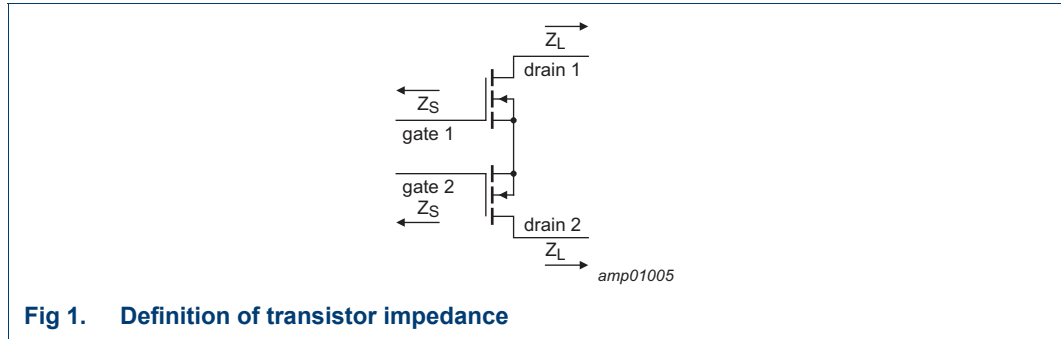 Z_L
drain 1
Z_S
gate 1
gate 2
Z_S
drain 2
Z_L
amp01005
Fig 1. Definition of transistor impedance